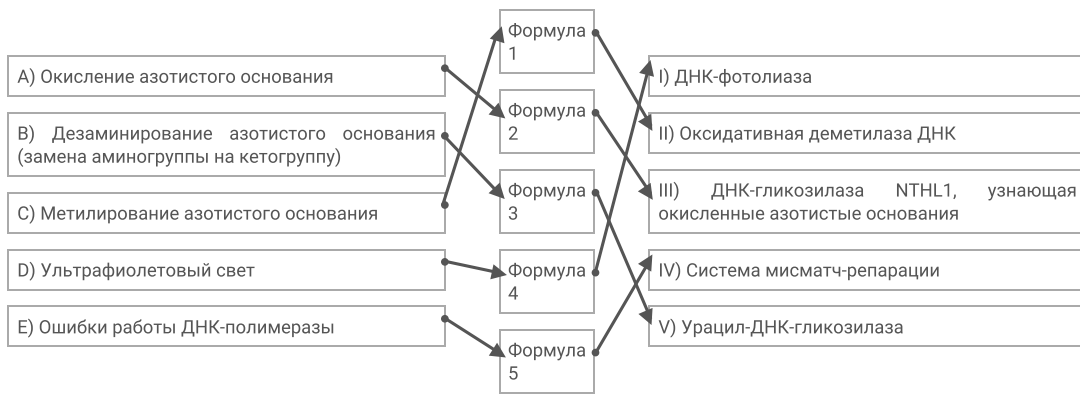 А) Окисление азотистого основания
В) Дезаминирование азотистого основания
(замена аминогруппы на кетогруппу)
С) Метилирование азотистого основания
D) Ультрафиолетовый свет
Е) Ошибки работы ДНК-полимеразы
Формула
1
Формула
2
Формула
3
Формула
4
Формула
5
I) ДНК-фотолиаза
II) Оксидативная деметилаза ДНК
III) ДНК-гликозилаза NTHL1, узнающая
окисленные азотистые основания
IV) Система мисматч-репарации
V) Урацил-ДНК-гликозилаза